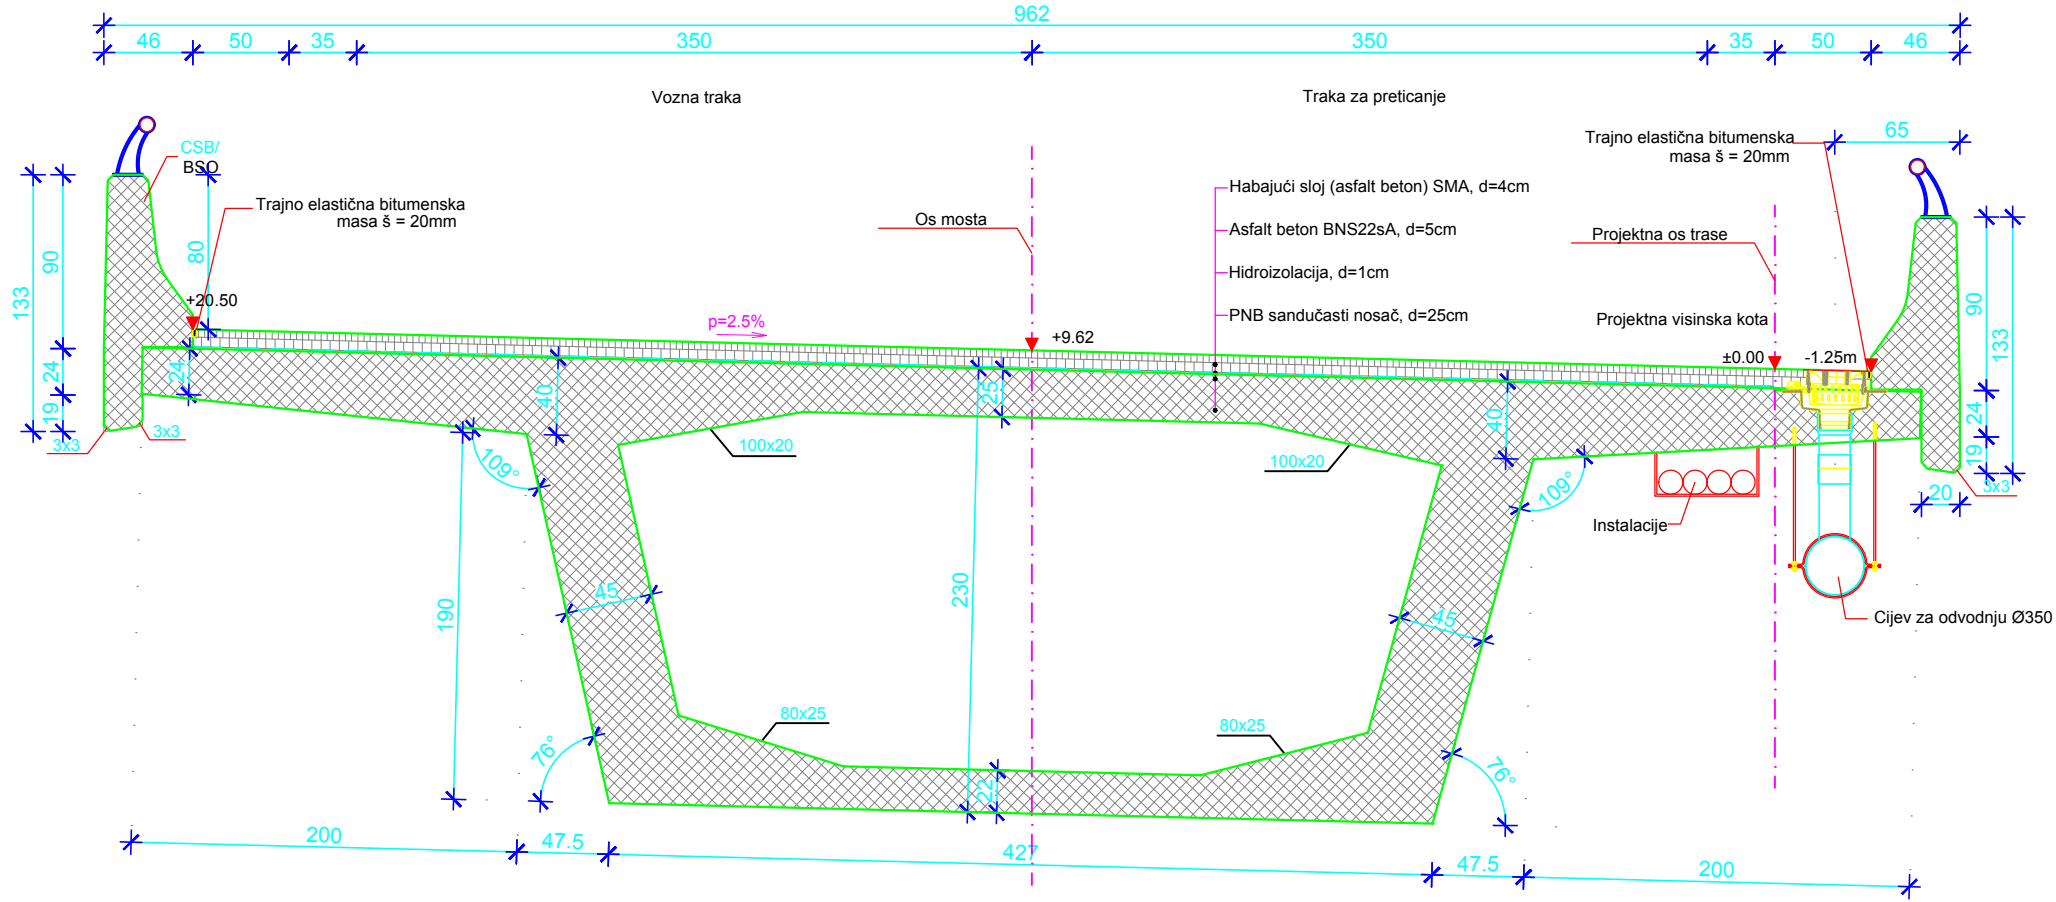 962
46
50
35
350
350
35
50
46
Vozna traka
Traka za preticanje
Trajno elastična bitumenska
masa š = 20mm
65
CSB/
BSO
Trajno elastična bitumenska
masa š = 20mm
Os mosta
Habajući sloj (asfalt beton) SMA, d=4cm
Asfalt beton BNS22sA, d=5cm
Hidroizolacija, d=1cm
PNB sandučasti nosač, d=25cm
Projektna os trase
Projektna visinska kota
133
90
24
19
80
+20.50
p=2.5%
+9.62
±0.00
-1.25m
90
133
24
19
24
40
25
40
3x3
3x3
100x20
100x20
109°
109°
20
3x3
Instalacije
190
45
230
45
Cijev za odvodnju Ø350
80x25
80x25
76°
22
76°
200
47.5
427
47.5
200